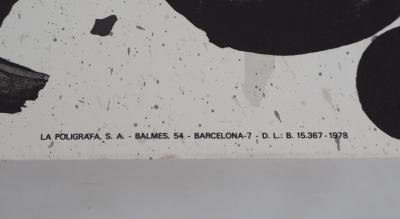 LA POLIGRAFA, S. A. - BALMES, 54 - BARCELONA-7 - D. L.: B. 15.367 - 1978